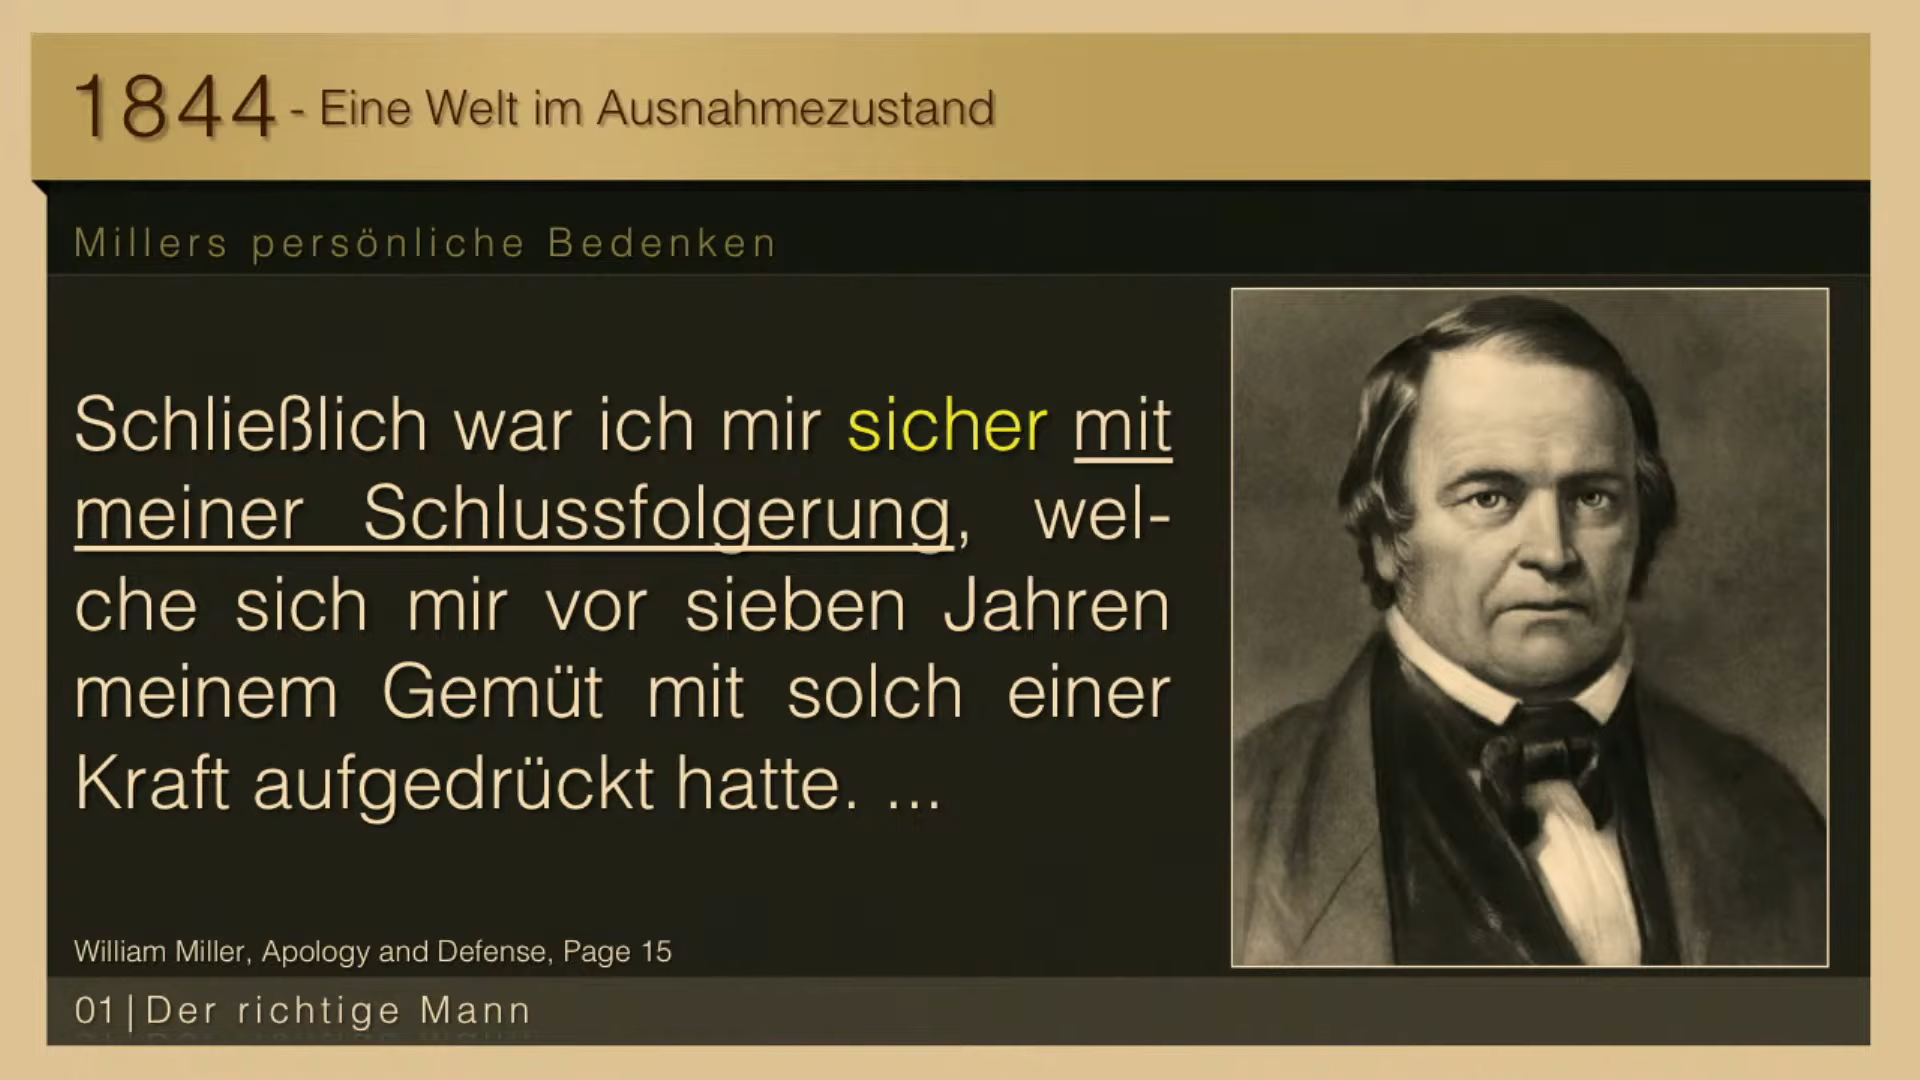 1844 - Eine Welt im Ausnahmezustand
Millers persönliche Bedenken
Schließlich war ich mir sicher mit
meiner Schlussfolgerung, wel-
che sich mir vor sieben Jahren
meinem Gemüt mit solch einer
Kraft aufgedrückt hatte. ...
William Miller, Apology and Defense, Page 15
01|Der richtige Mann